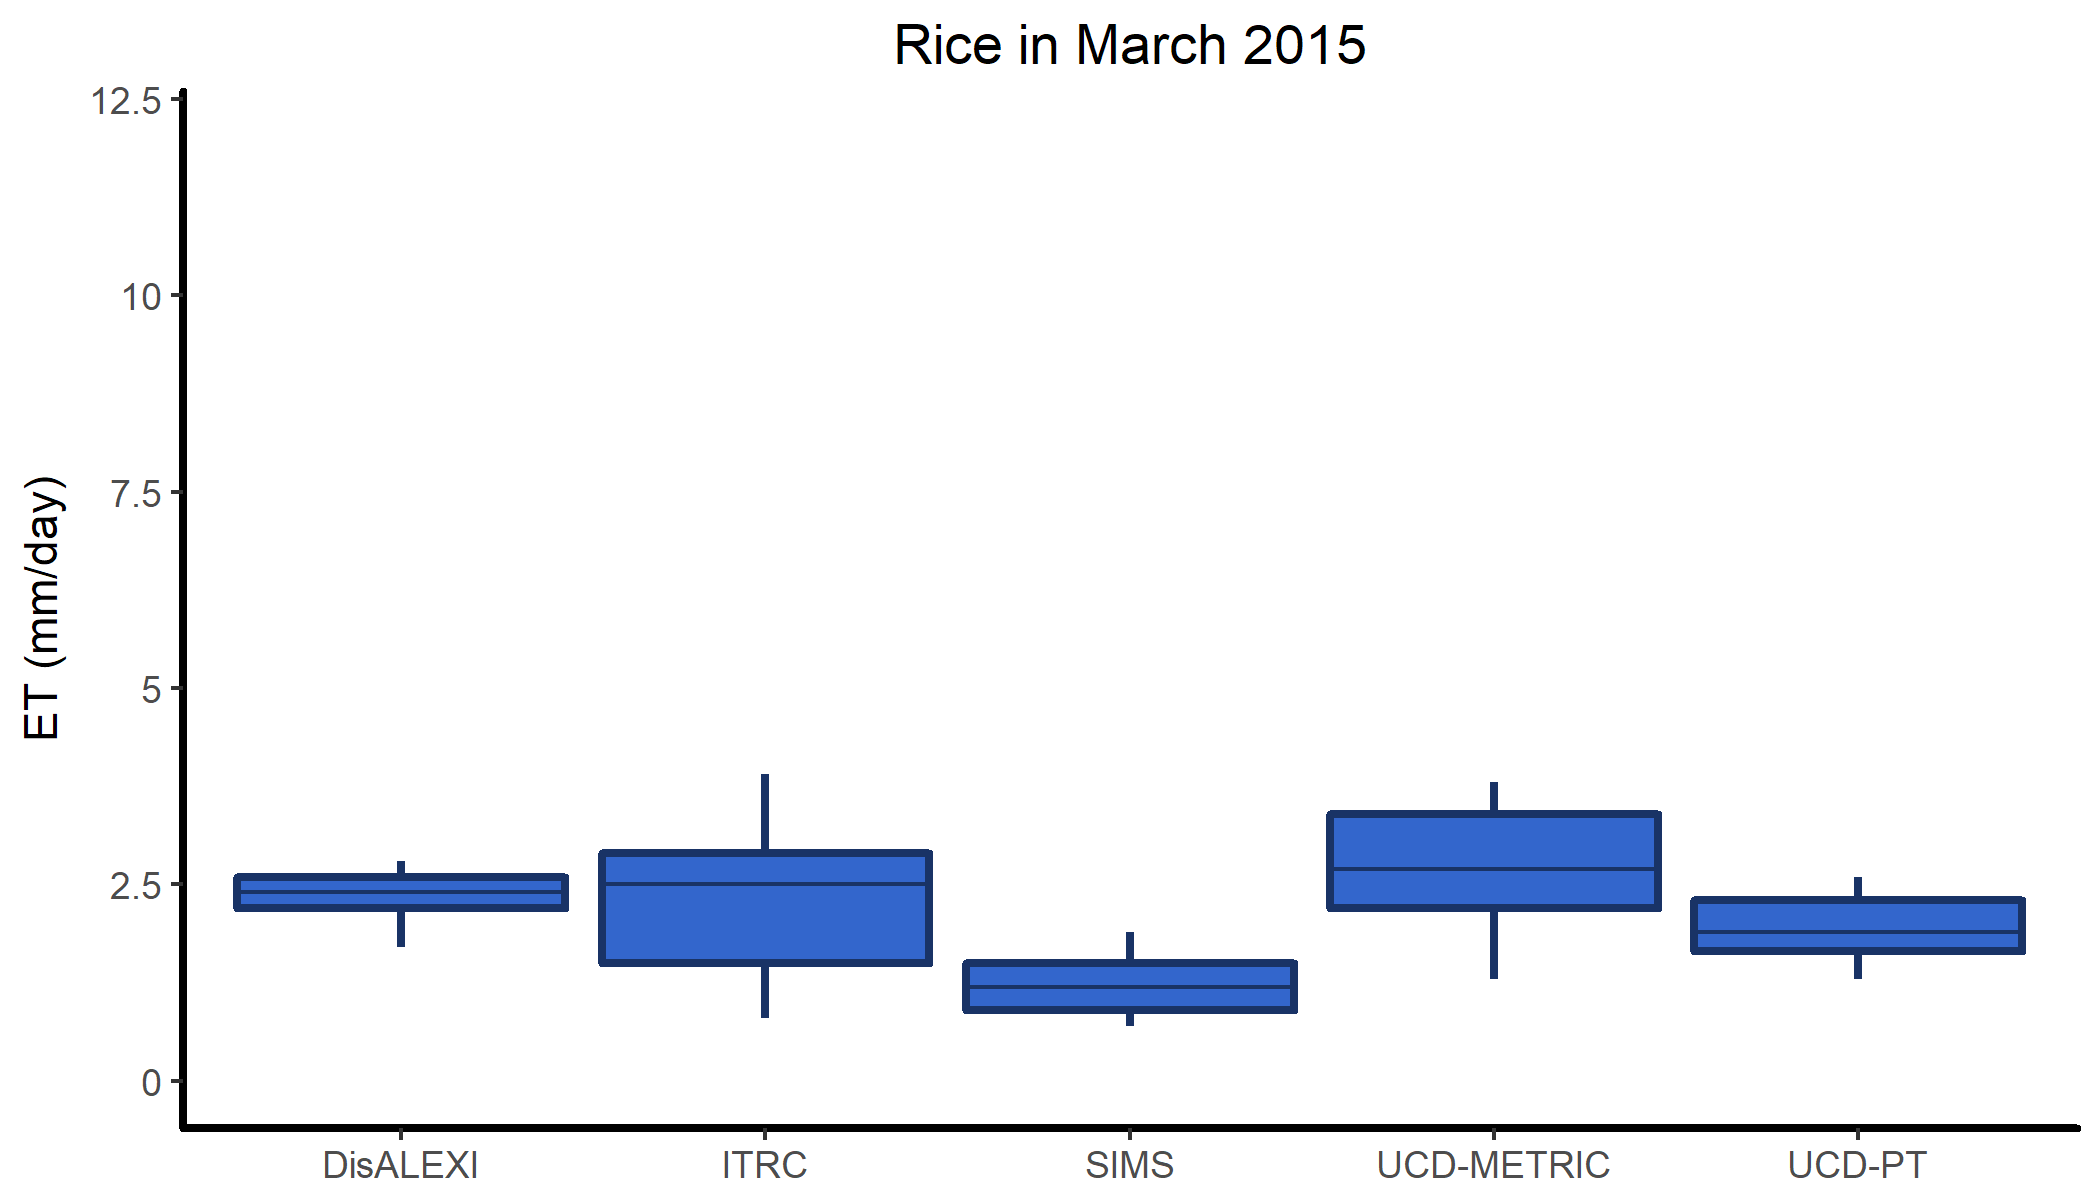 Rice in March 2015
12.5
10
7.5
5
2.5
0
ET (mm/day)
DisALEXI ITRC SIMS UCD-METRIC UCD-PT